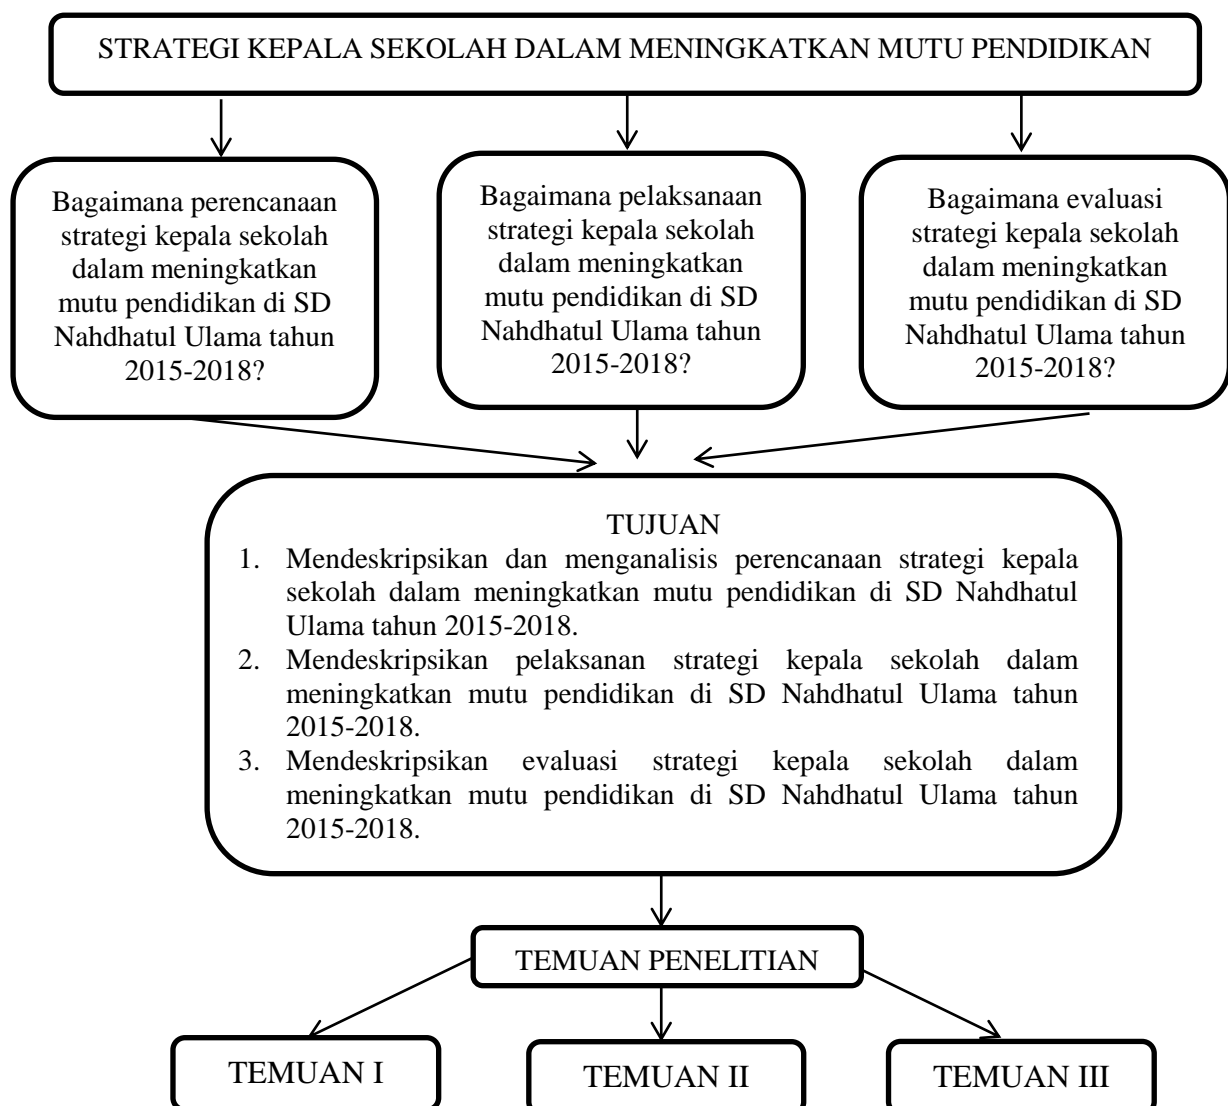 STRATEGI KEPALA SEKOLAH DALAM MENINGKATKAN MUTU PENDIDIKAN
Bagaimana perencanaan
strategi kepala sekolah
dalam meningkatkan
mutu pendidikan di SD
Nahdhatul Ulama tahun
2015-2018?
Bagaimana pelaksanaan
strategi kepala sekolah
dalam meningkatkan
mutu pendidikan di SD
Nahdhatul Ulama tahun
2015-2018?
Bagaimana evaluasi
strategi kepala sekolah
dalam meningkatkan
mutu pendidikan di SD
Nahdhatul Ulama tahun
2015-2018?
TUJUAN
1. Mendeskripsikan dan menganalisis perencanaan strategi kepala
sekolah dalam meningkatkan mutu pendidikan di SD Nahdhatul
Ulama tahun 2015-2018.
2. Mendeskripsikan pelaksanan strategi kepala sekolah dalam
meningkatkan mutu pendidikan di SD Nahdhatul Ulama tahun
2015-2018.
3. Mendeskripsikan evaluasi strategi kepala sekolah dalam
meningkatkan mutu pendidikan di SD Nahdhatul Ulama tahun
2015-2018.
TEMUAN PENELITIAN
TEMUAN I
TEMUAN II
TEMUAN III